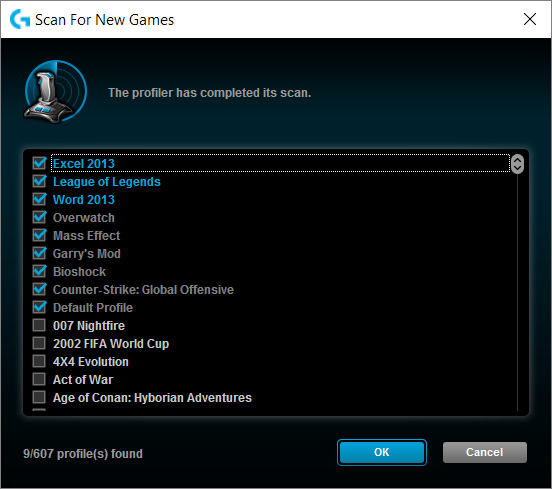 Scan For New Games
The profiler has completed its scan.
Excel 2013
League of Legends
Word 2013
Overwatch
Mass Effect
Garry's Mod
Bioshock
Counter-Strike: Global Offensive
Default Profile
007 Nightfire
2002 FIFA World Cup
4X4 Evolution
Act of War
Age of Conan: Hyborian Adventures
9/607 profile(s) found
OK
Cancel